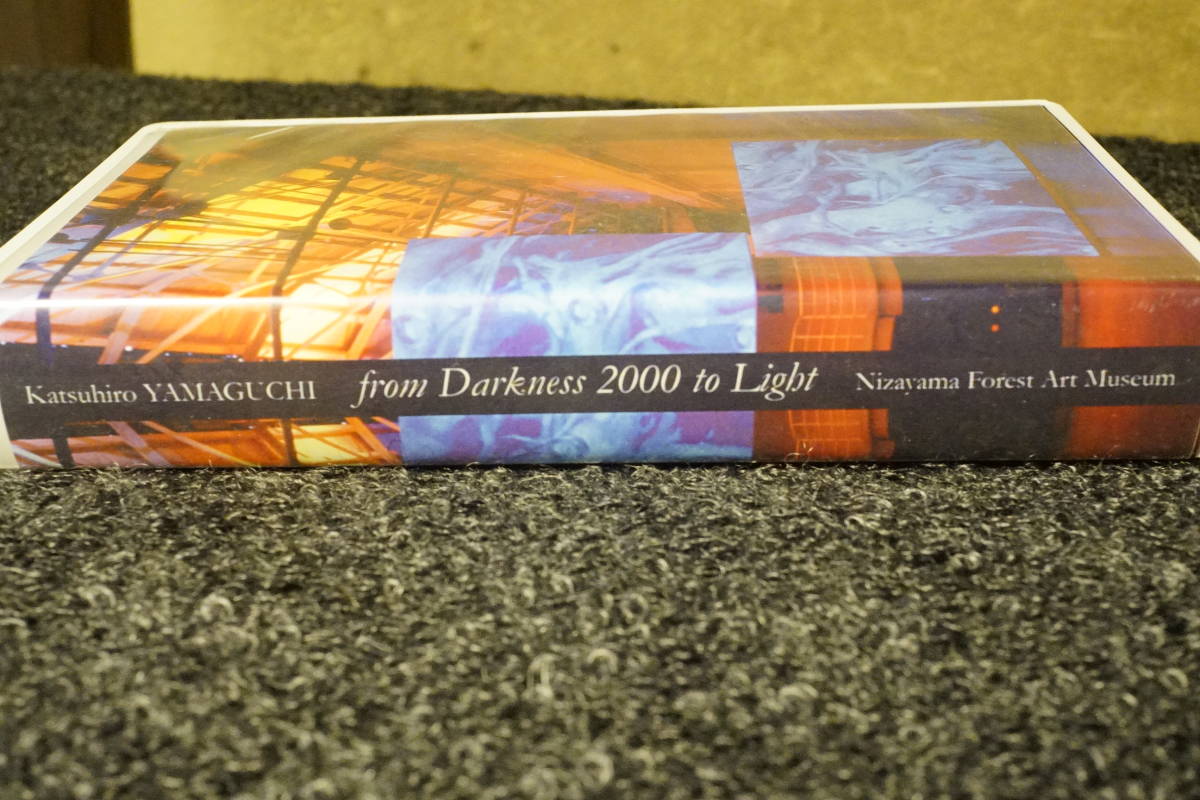 Katsuhiro YAMAGUCHI from Darkness 2000 to Light Nizayama Forest Art Museum